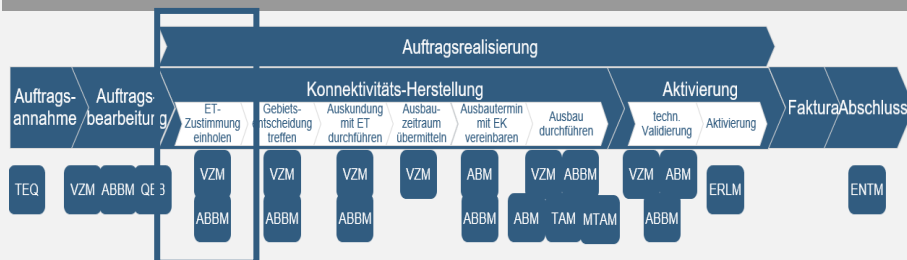 Auftragsrealisierung
Auftrags-
annahme
Auftrags-
bearbeitung
Konnektivitäts-Herstellung
ET-
Zustimmung
einholen
Gebiets-
entscheidung
treffen
Auskundung
mit ET
durchführen
Ausbau-
zeitraum
übermitteln
Ausbautermin
mit EK
vereinbaren
Ausbau
durchführen
Aktivierung
techn.
Validierung
Aktivierung
Faktura
Abschluss
TEQ
VZM ABBM QEB
VZM
ABBM
VZM
ABBM
VZM
ABBM
VZM
ABM
ABBM
VZM ABBM
ABM TAM MTAM
VZM ABM
ABBM
ERLM
ENTM